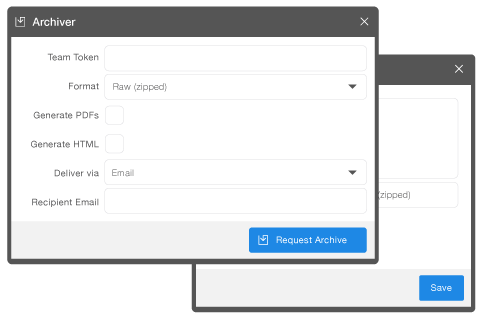 Archiver
Team Token
Format Raw (zipped)
Generate PDFs
Generate HTML
Deliver via Email
Recipient Email
Request Archive
(zipped)
Save